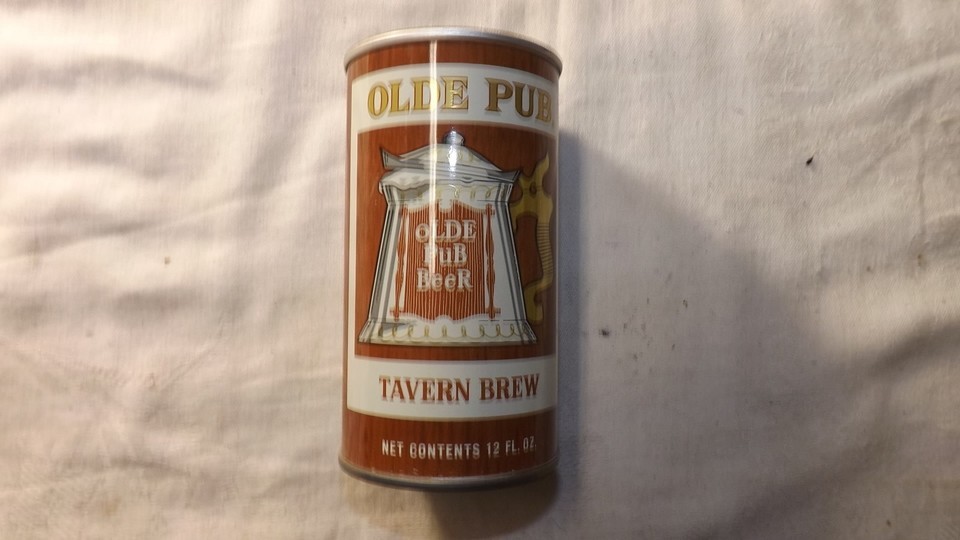 OLDE PUB
OLDE
PuB
BeeR
TAVERN BREW
NET CONTENTS 12 FL. OZ.